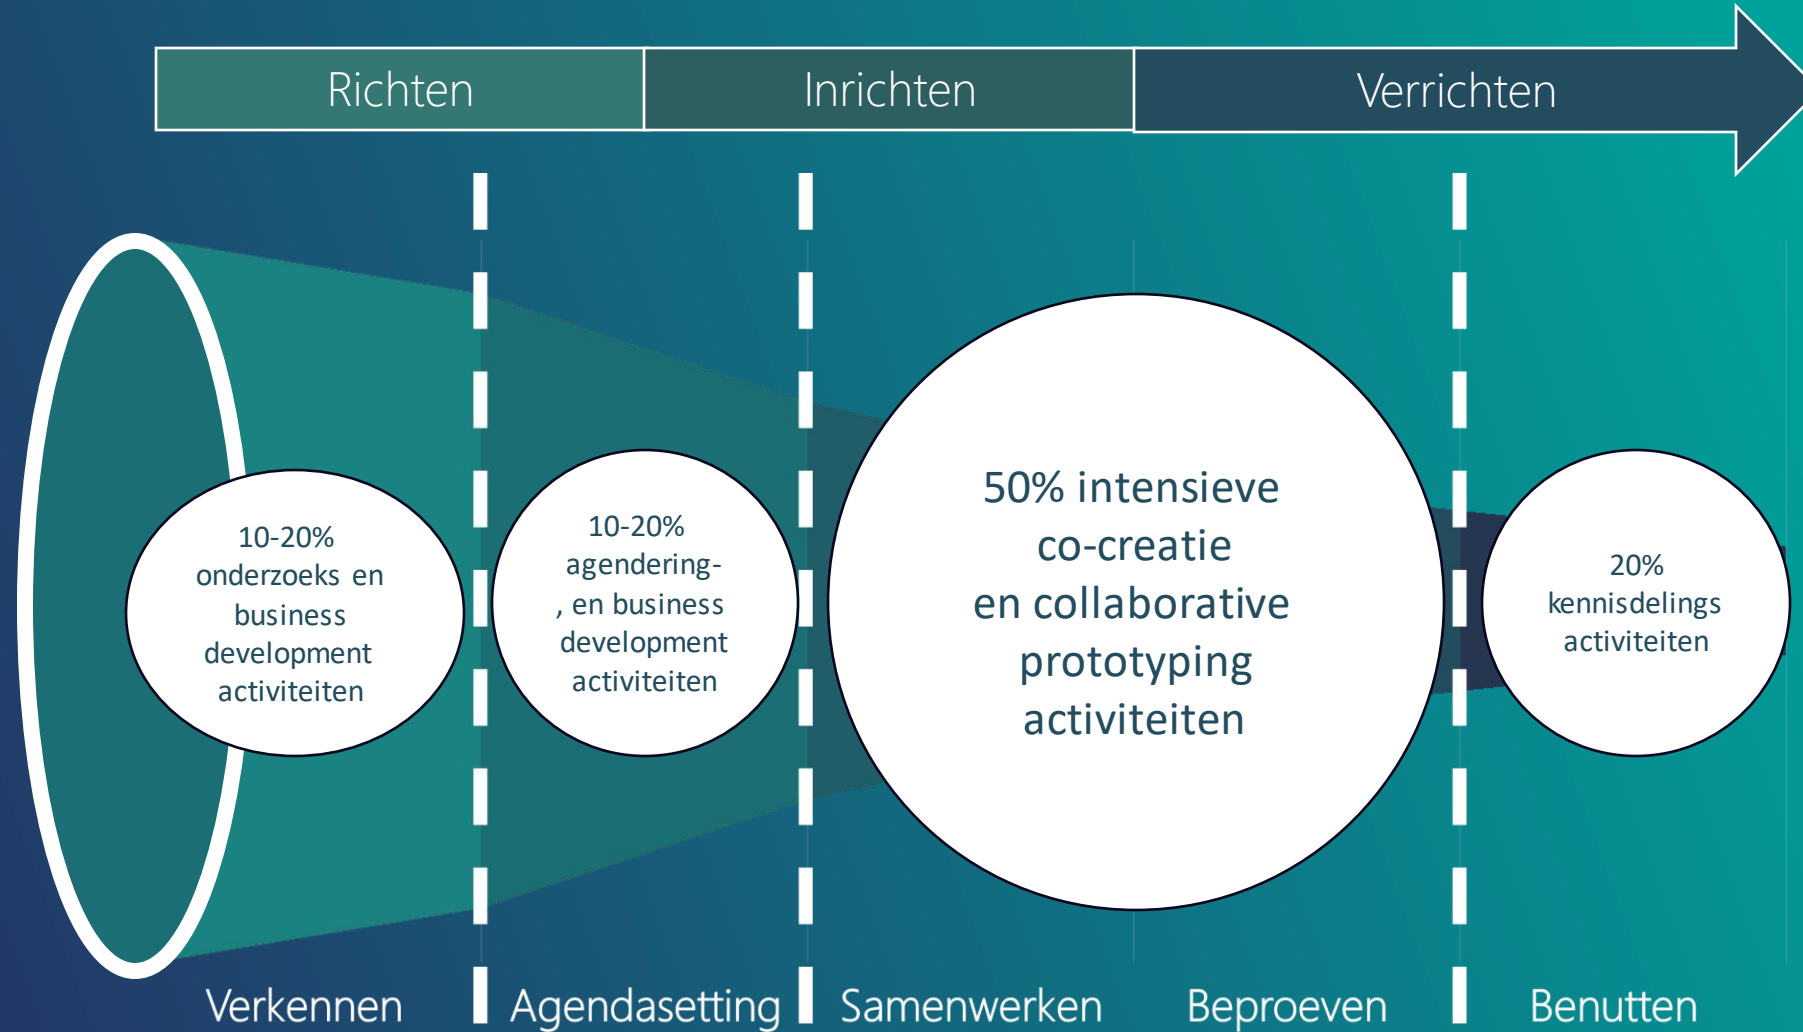 Richten
Inrichten
Verrichten
10-20%
onderzoeks en
business
development
activiteiten
10-20%
agendering-
, en business
development
activiteiten
50% intensieve
co-creatie
en collaborative
prototyping
activiteiten
20%
kennisdelings
activiteiten
Verkennen
Agendasetting
Samenwerken
Beproeven
Benutten